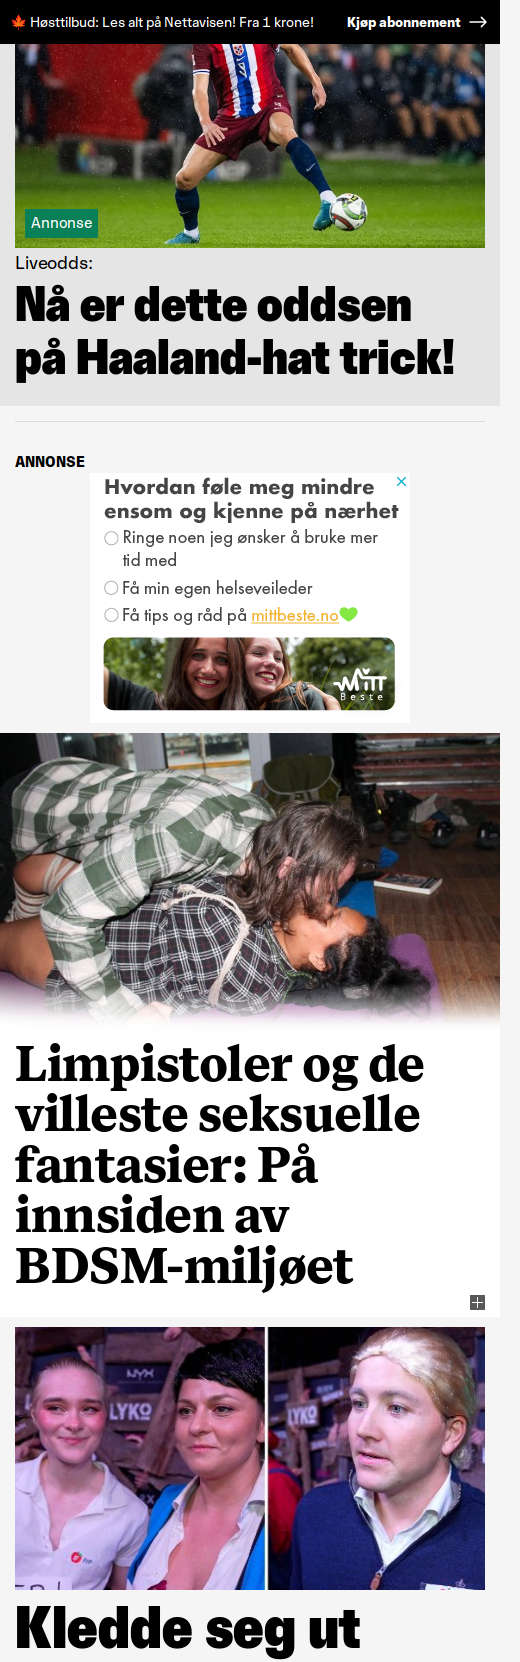 🍁 Høsttilbud: Les alt på Nettavisen! Fra 1 krone! Kjøp abonnement →
Annonse
Liveodds:
Nå er dette oddsen
på Haaland-hat trick!
ANNONSE
Hvordan føle meg mindre
ensom og kjenne på nærhet
Ringe noen jeg ønsker å bruke mer
tid med
Få min egen helseveileder
Få tips og råd på mittbeste.no💚
Mitt
Beste
Limpistoler og de
villeste seksuelle
fantasier: På
innsiden av
BDSM-miljøet
NYX
LYKO
LYKO
Kledde seg ut